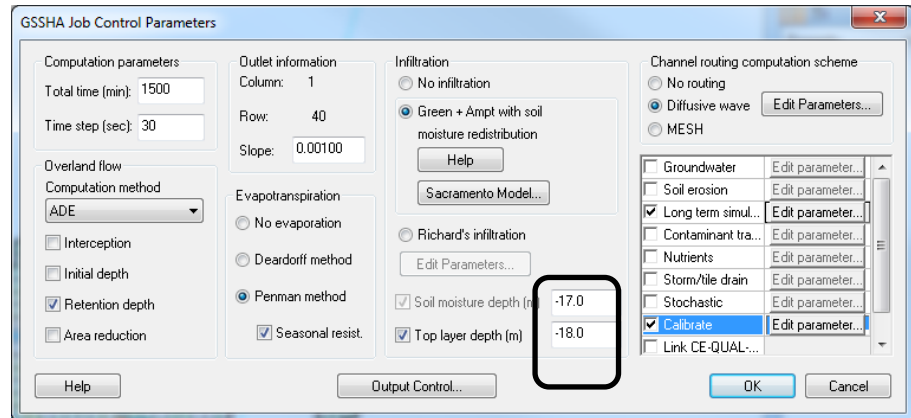 GSSHA Job Control Parameters
x
Computation parameters
Total time (min): 1500
Time step (sec): 30
Overland flow
Computation method
ADE
Interception
Initial depth
Retention depth
Area reduction
Outlet information
Column: 1
Row: 40
Slope: 0.00100
Evapotranspiration
No evaporation
Deardorff method
Penman method
Seasonal resist.
Infiltration
No infiltration
Green + Ampt with soil
moisture redistribution
Help
Sacramento Model...
Richard's infiltration
Edit Parameters...
Soil moisture depth (m) -17.0
Top layer depth (m) -18.0
Channel routing computation scheme
No routing
Diffusive wave Edit Parameters...
MESH
Groundwater Edit parameter...
Soil erosion Edit parameter...
Long term simul... Edit parameter...
Contaminant tra... Edit parameter...
Nutrients Edit parameter...
Storm/tile drain Edit parameter...
Stochastic Edit parameter...
Calibrate Edit parameter...
Link CE-QUAL-...
Help
Output Control...
OK
Cancel